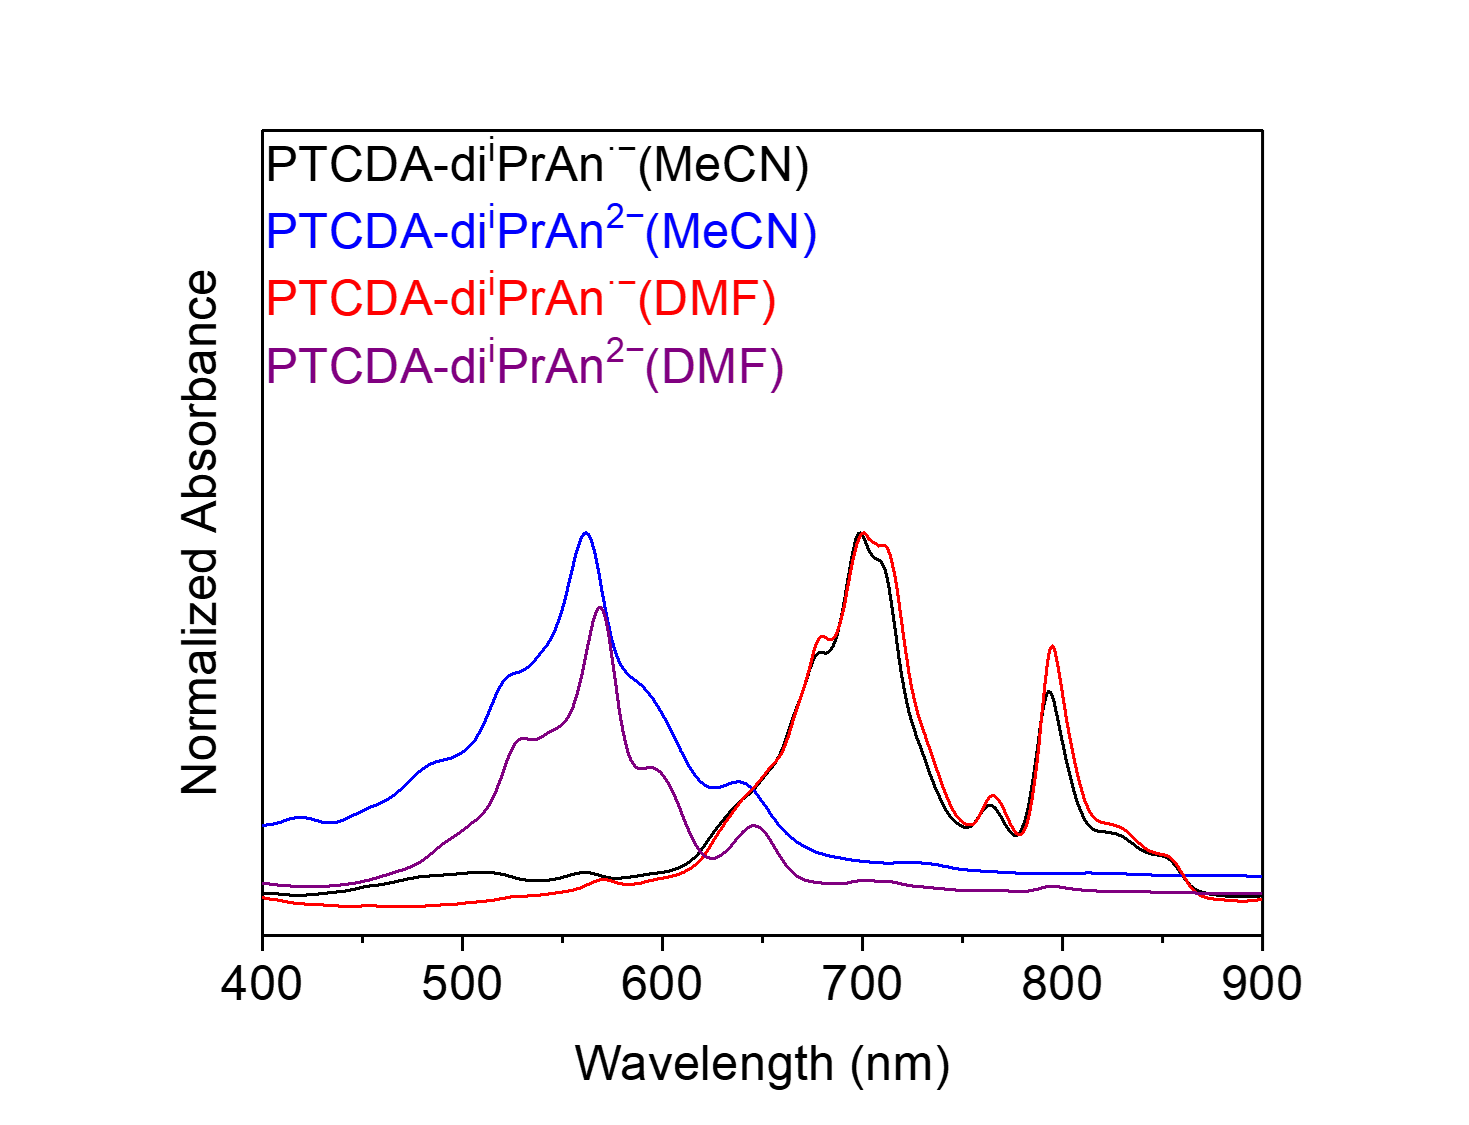 PTCDA-diⁱPrAn˙⁻(MeCN)
PTCDA-diⁱPrAn²⁻(MeCN)
PTCDA-diⁱPrAn˙⁻(DMF)
PTCDA-diⁱPrAn²⁻(DMF)
Normalized Absorbance
400 500 600 700 800 900
Wavelength (nm)